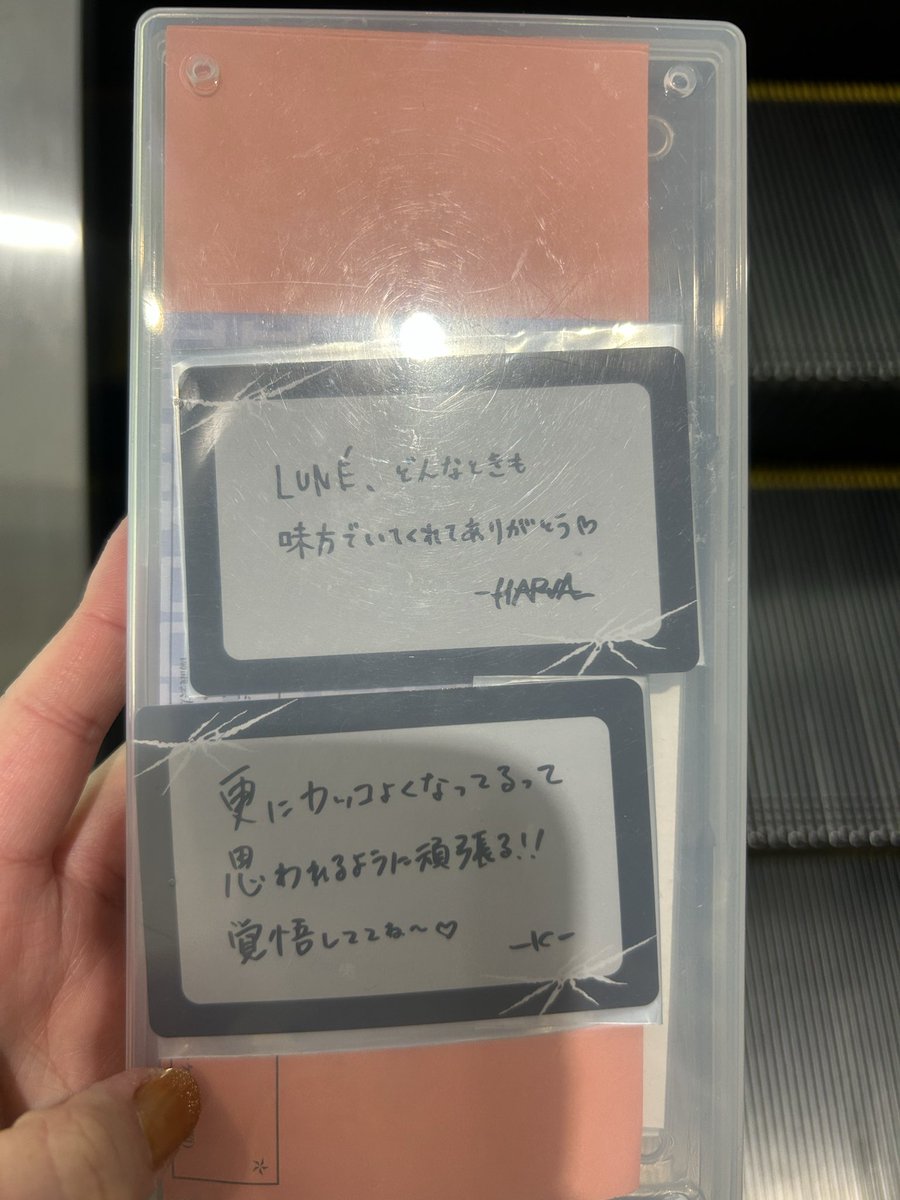 LUNÉ、どんなときも
味方でいてくれてありがとう♡
-HARUA-
更にカッコよくなってるって
思われるように頑張る!!
覚悟しててね〜♡
-K-